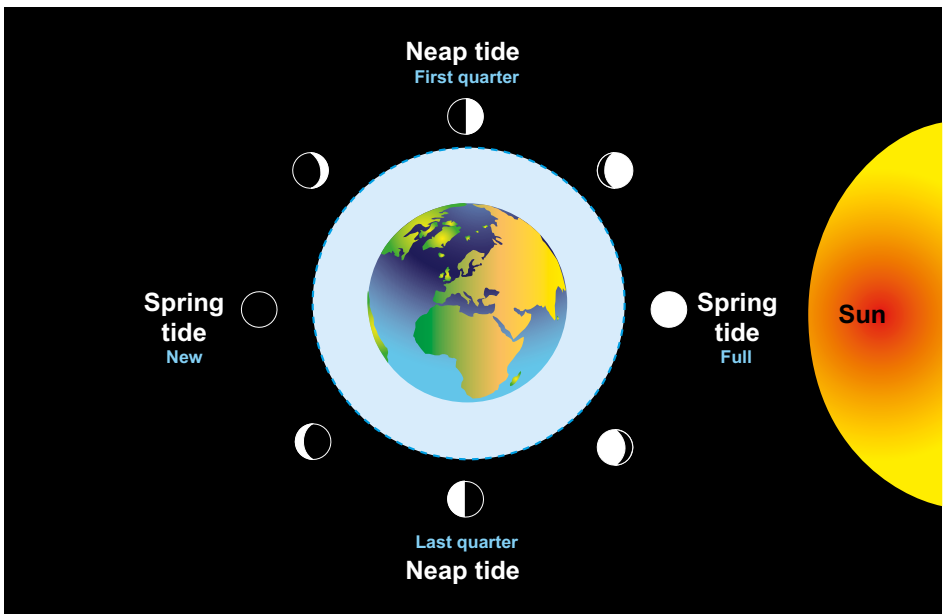 Neap tide
First quarter
Spring
tide
New
Spring
tide
Full
Sun
Last quarter
Neap tide